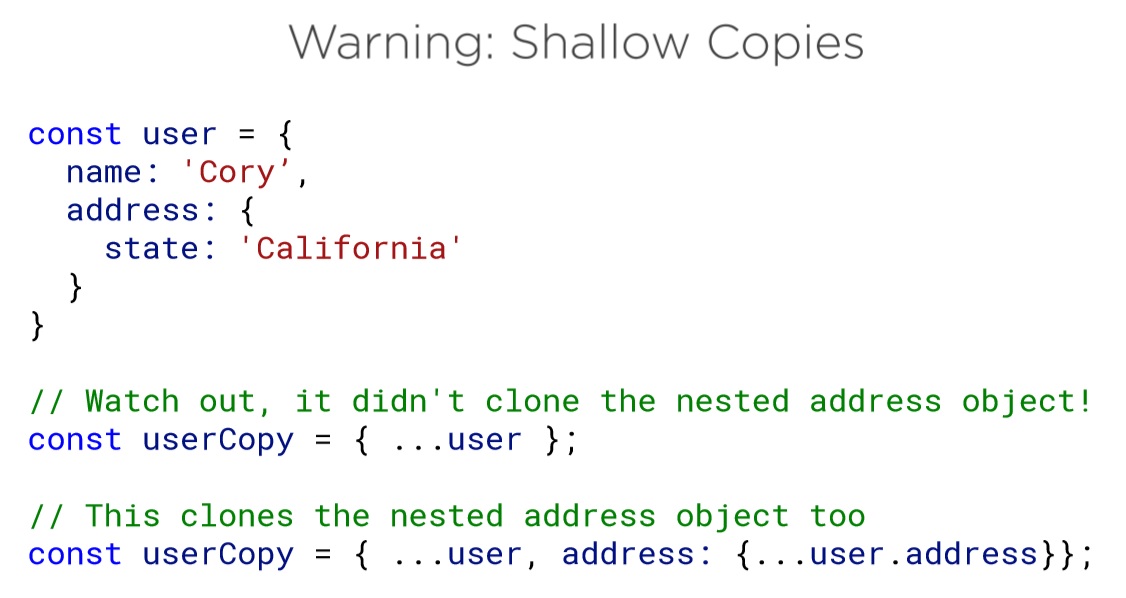 Warning: Shallow Copies
const user = {
  name: 'Cory’,
  address: {
    state: 'California'
  }
}
// Watch out, it didn't clone the nested address object!
const userCopy = { ...user };
// This clones the nested address object too
const userCopy = { ...user, address: {...user.address}};